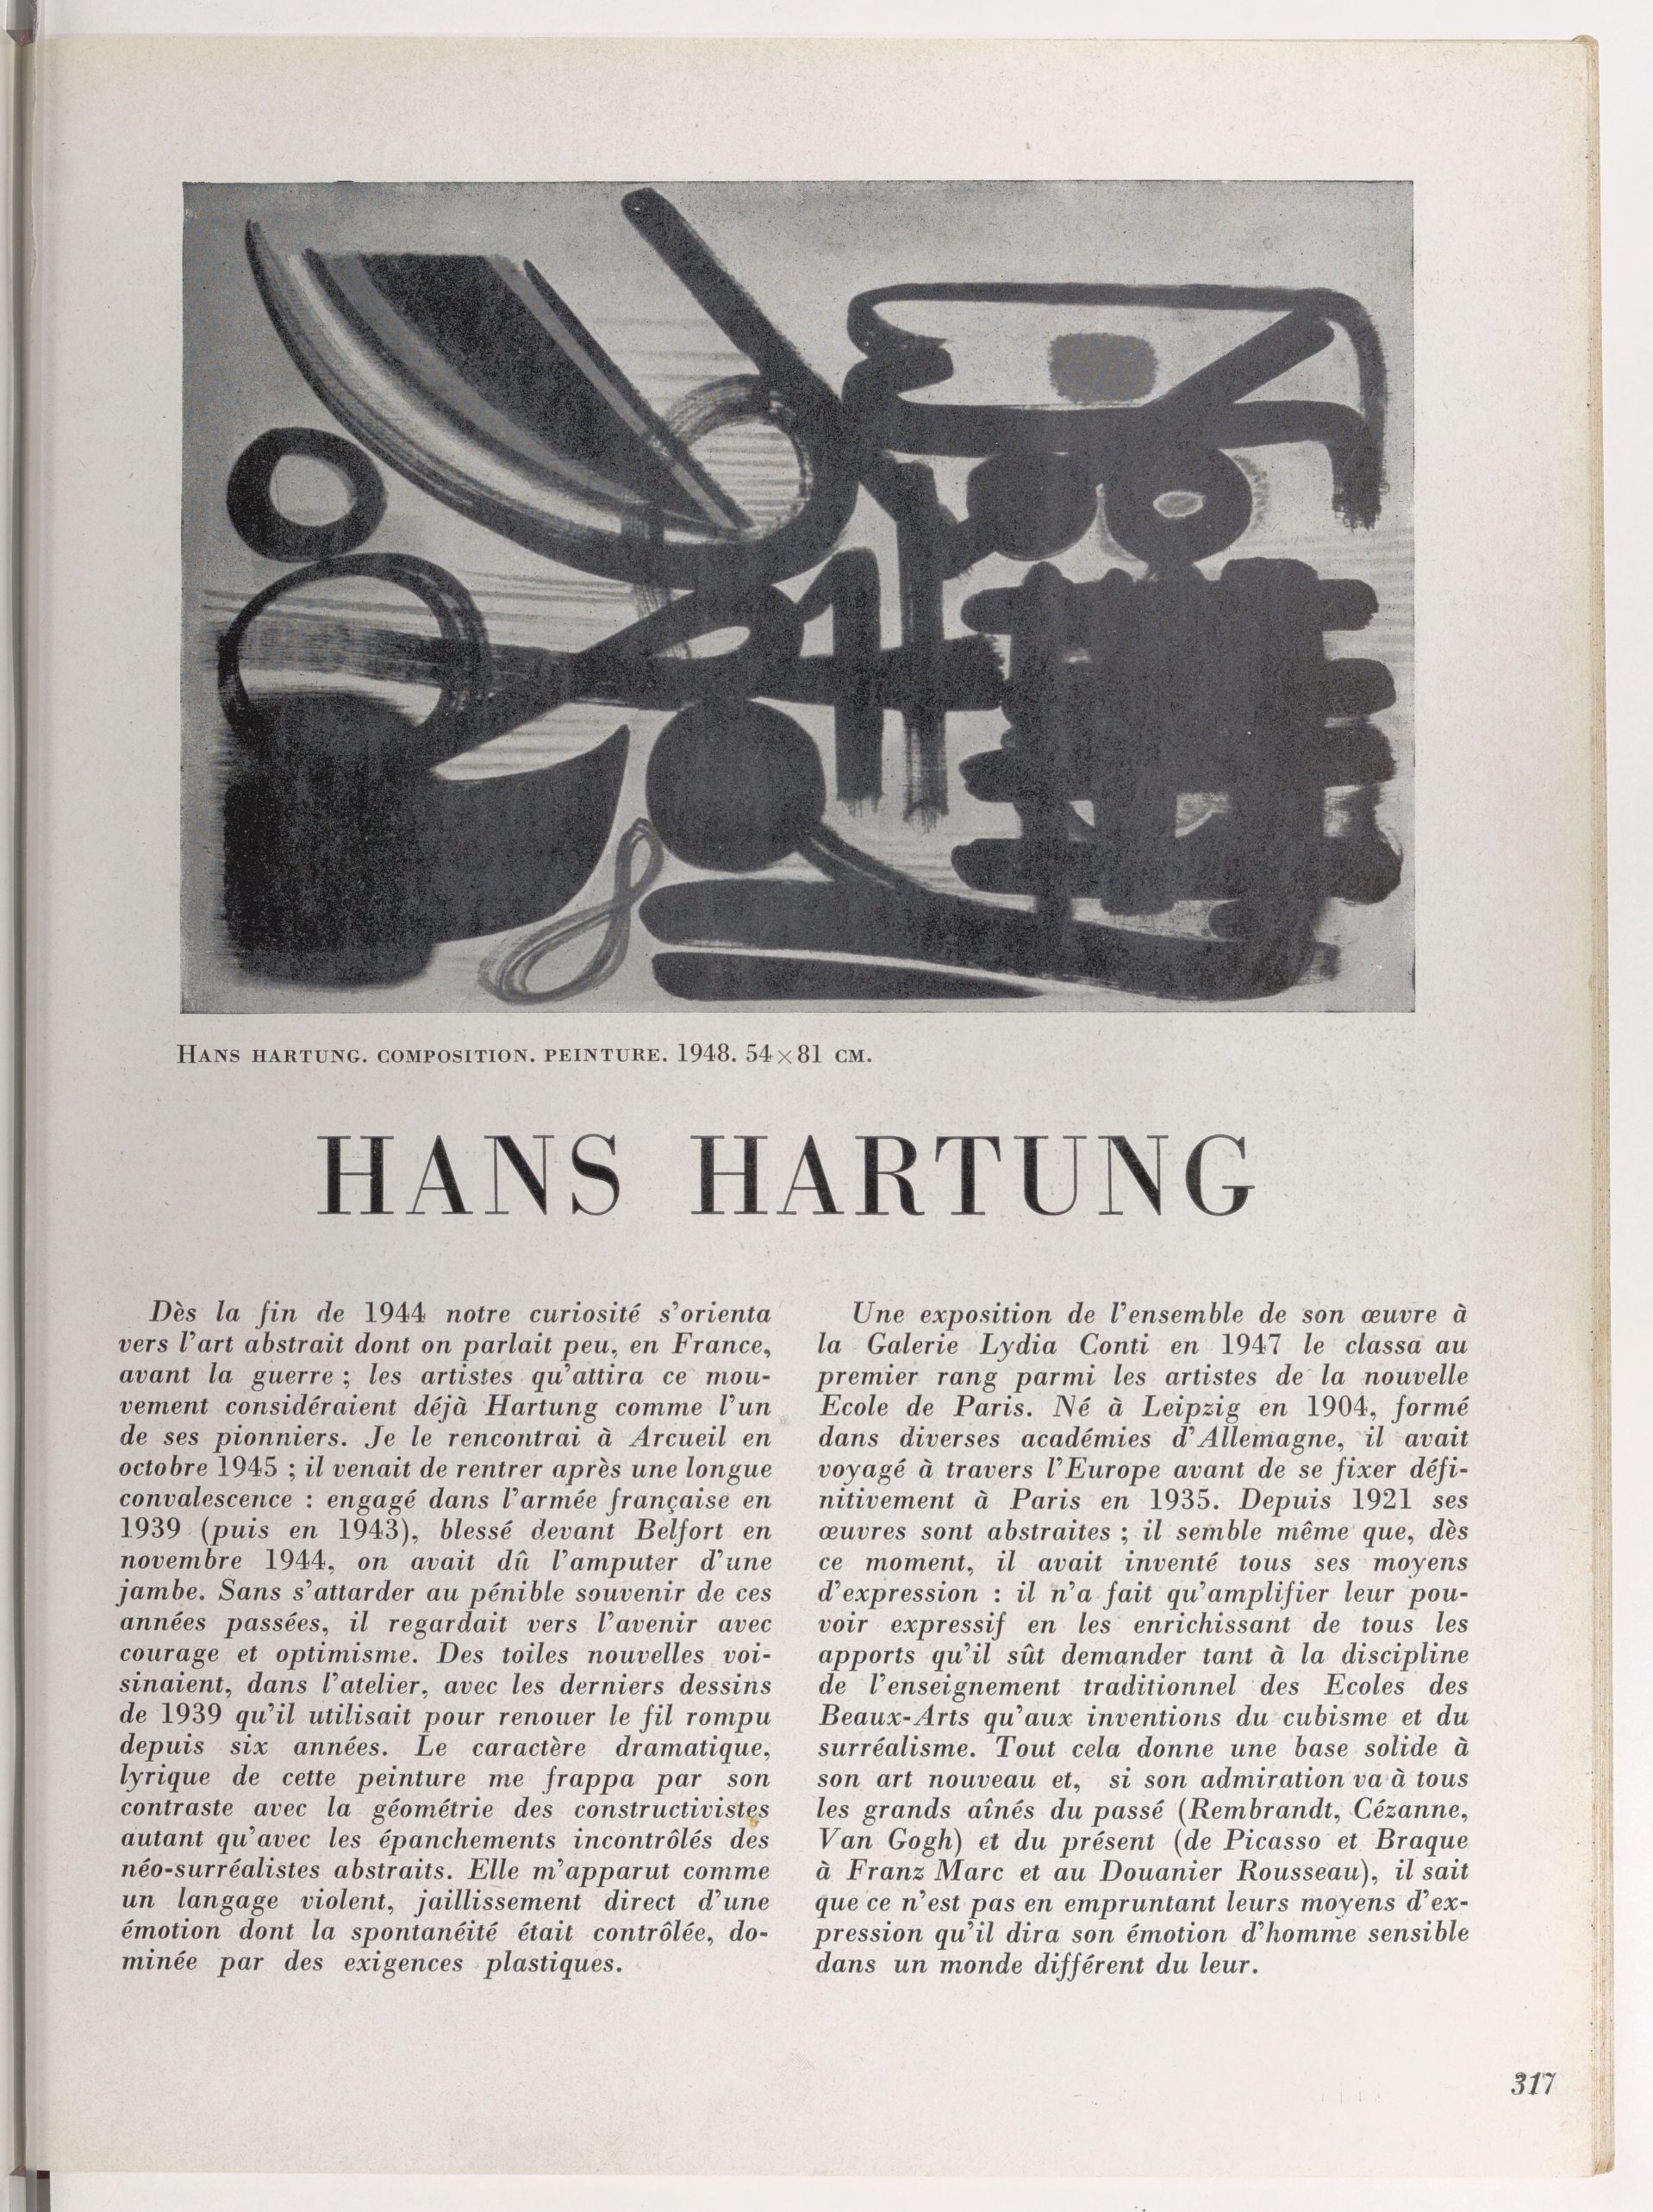 HANS HARTUNG. COMPOSITION. PEINTURE. 1948. 54×81 CM.
HANS HARTUNG
Dès la fin de 1944 notre curiosité s'orienta
vers l'art abstrait dont on parlait peu, en France,
avant la guerre ; les artistes qu'attira ce mou-
vement considéraient déjà Hartung comme l'un
de ses pionniers. Je le rencontrai à Arcueil en
octobre 1945 ; il venait de rentrer après une longue
convalescence : engagé dans l'armée française en
1939 (puis en 1943), blessé devant Belfort en
novembre 1944, on avait dû l'amputer d'une
jambe. Sans s'attarder au pénible souvenir de ces
années passées, il regardait vers l'avenir avec
courage et optimisme. Des toiles nouvelles voi-
sinaient, dans l'atelier, avec les derniers dessins
de 1939 qu'il utilisait pour renouer le fil rompu
depuis six années. Le caractère dramatique,
lyrique de cette peinture me frappa par son
contraste avec la géométrie des constructivistes
autant qu'avec les épanchements incontrôlés des
néo-surréalistes abstraits. Elle m'apparut comme
un langage violent, jaillissement direct d'une
émotion dont la spontanéité était contrôlée, do-
minée par des exigences plastiques.
Une exposition de l'ensemble de son œuvre à
la Galerie Lydia Conti en 1947 le classa au
premier rang parmi les artistes de la nouvelle
Ecole de Paris. Né à Leipzig en 1904, formé
dans diverses académies d'Allemagne, il avait
voyagé à travers l'Europe avant de se fixer défi-
nitivement à Paris en 1935. Depuis 1921 ses
œuvres sont abstraites ; il semble même que, dès
ce moment, il avait inventé tous ses moyens
d'expression : il n'a fait qu'amplifier leur pou-
voir expressif en les enrichissant de tous les
apports qu'il sût demander tant à la discipline
de l'enseignement traditionnel des Ecoles des
Beaux-Arts qu'aux inventions du cubisme et du
surréalisme. Tout cela donne une base solide à
son art nouveau et, si son admiration va à tous
les grands aînés du passé (Rembrandt, Cézanne,
Van Gogh) et du présent (de Picasso et Braque
à Franz Marc et au Douanier Rousseau), il sait
que ce n'est pas en empruntant leurs moyens d'ex-
pression qu'il dira son émotion d'homme sensible
dans un monde différent du leur.
317